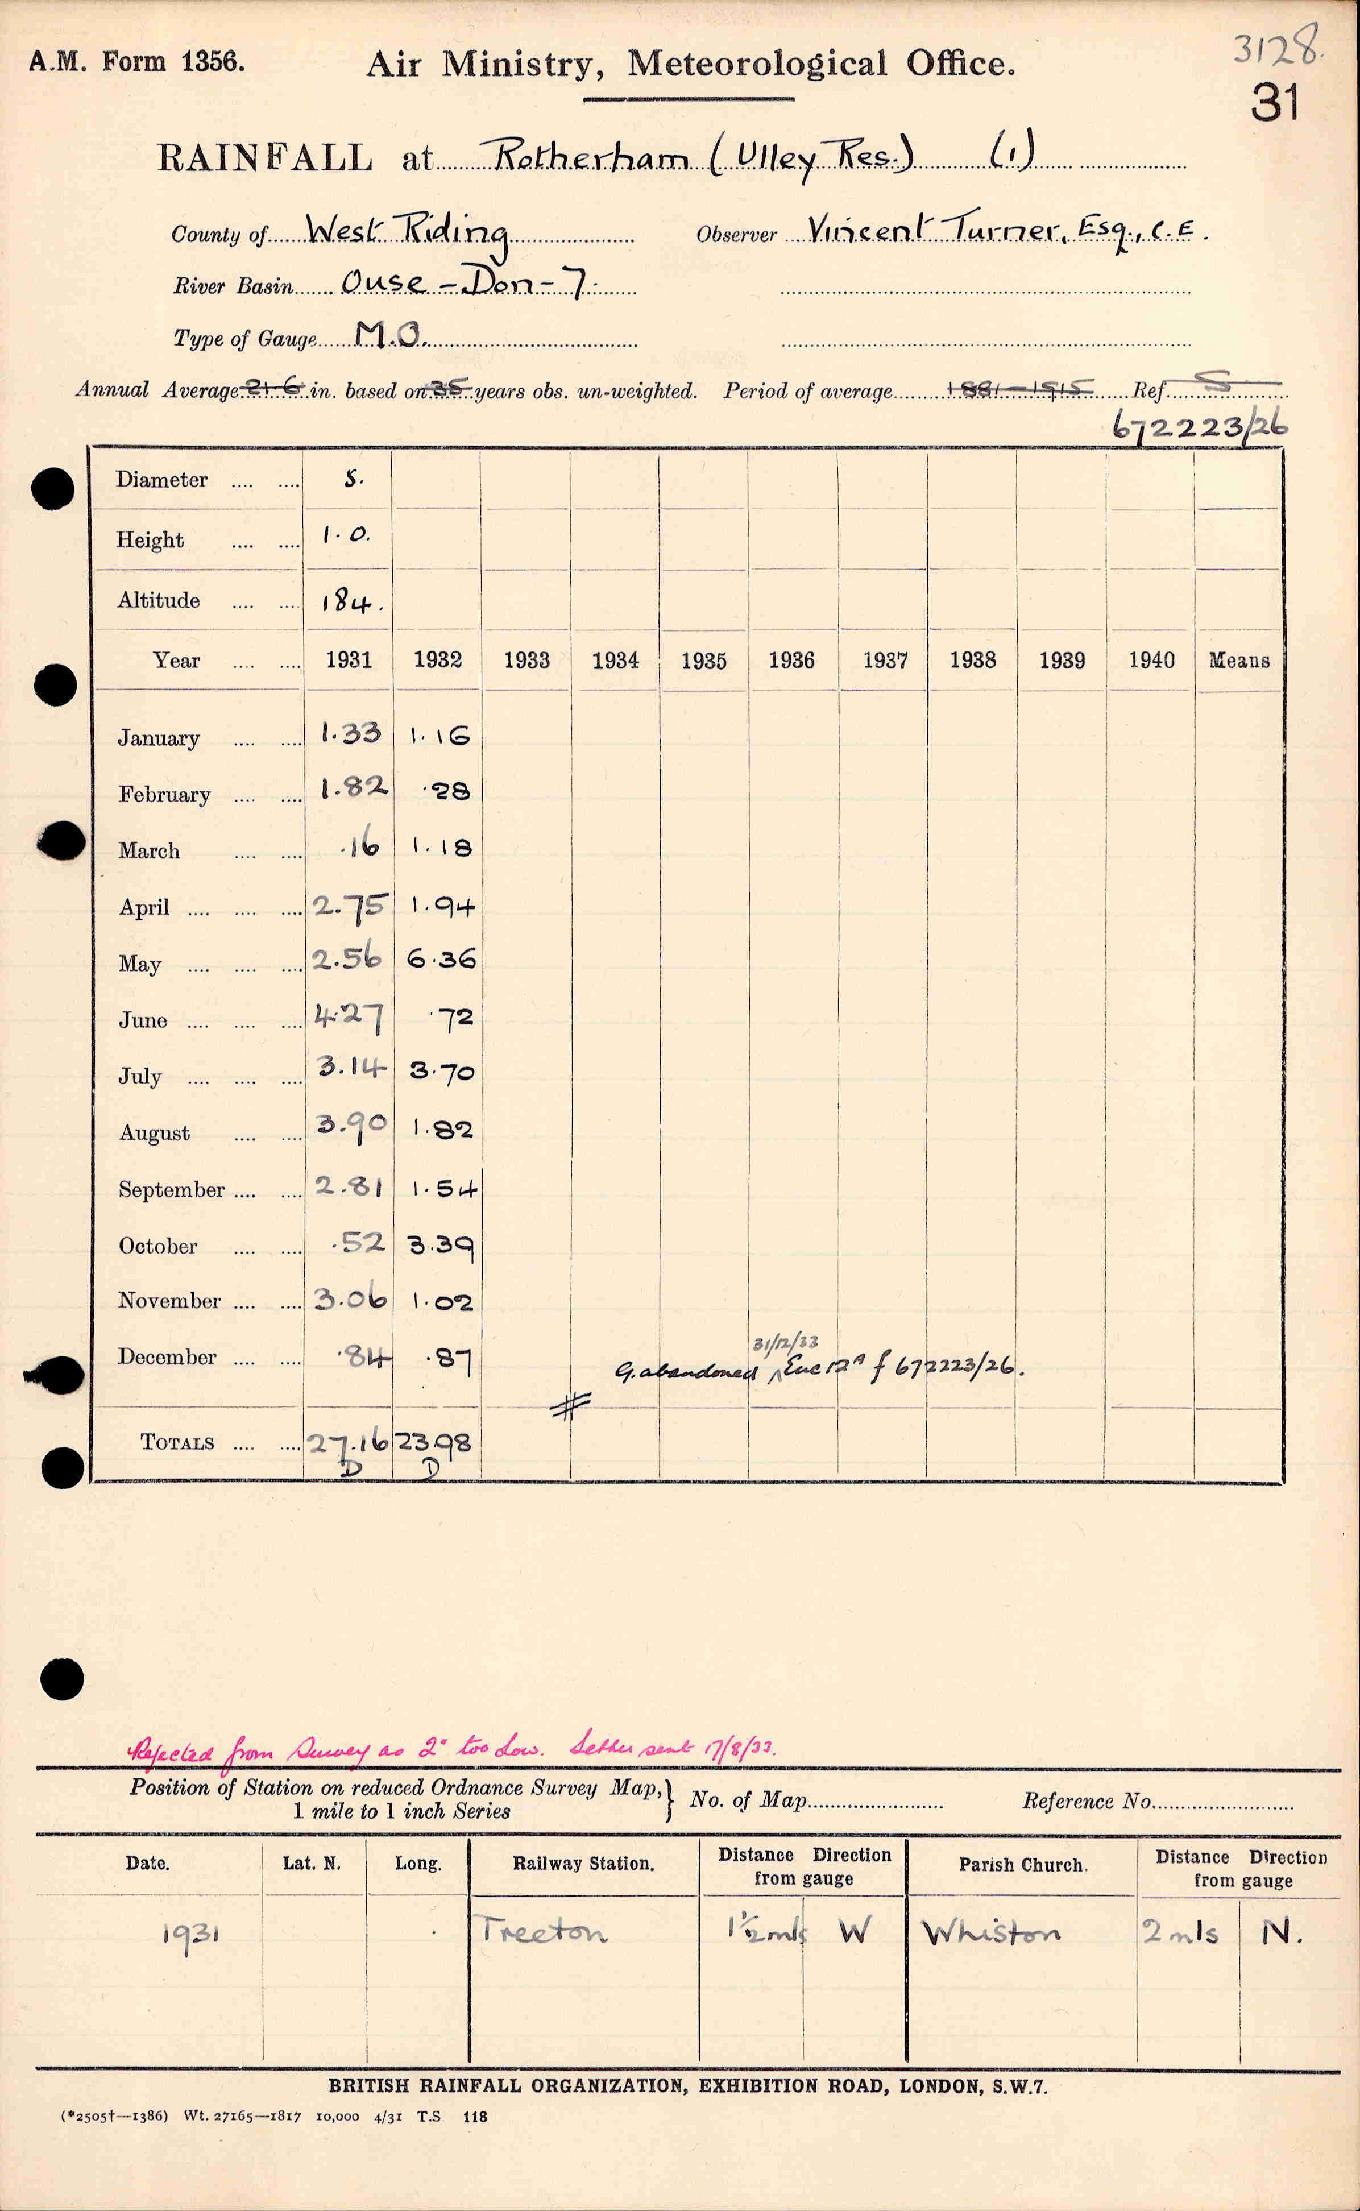 3128.
A.M. Form 1356. Air Ministry, Meteorological Office.
31
RAINFALL at Rotherham (Ulley Res.) (1)
County of West Riding Observer Vincent Turner, Esq., C.E.
River Basin Ouse - Don - 7.
Type of Gauge M.O.
Annual Average 21.6 in. based on 35 years obs. un-weighted. Period of average 1881-1915 Ref. S
672223/26
Diameter .... .... 5.
Height .... .... 1.0.
Altitude .... .... 184.
Year .... .... 1931 1932 1933 1934 1935 1936 1937 1938 1939 1940 Means
January .... .... 1.33 1.16
February .... .... 1.82 .28
March .... .... .16 1.18
April .... .... .... 2.75 1.94
May .... .... .... 2.56 6.36
June .... .... .... 4.27 .72
July .... .... .... 3.14 3.70
August .... .... 3.90 1.82
September .... .... 2.81 1.54
October .... .... .52 3.39
November .... .... 3.06 1.02
31/12/33
December .... .... .84 .87 G. abandoned f 672223/26.
#
TOTALS .... .... 27.16 23.98
D D
Rejected from Survey as 2" too low. Letter sent 17/8/33.
Position of Station on reduced Ordnance Survey Map, } No. of Map Reference No.
1 mile to 1 inch Series
Date. Lat. N. Long. Railway Station. Distance Direction from gauge Parish Church. Distance Direction from gauge
1931 Treeton 1½ mls W Whiston 2 mls N.
BRITISH RAINFALL ORGANIZATION, EXHIBITION ROAD, LONDON, S.W.7.
(*2505†—1386) Wt. 27165—1817 10,000 4/31 T.S 118